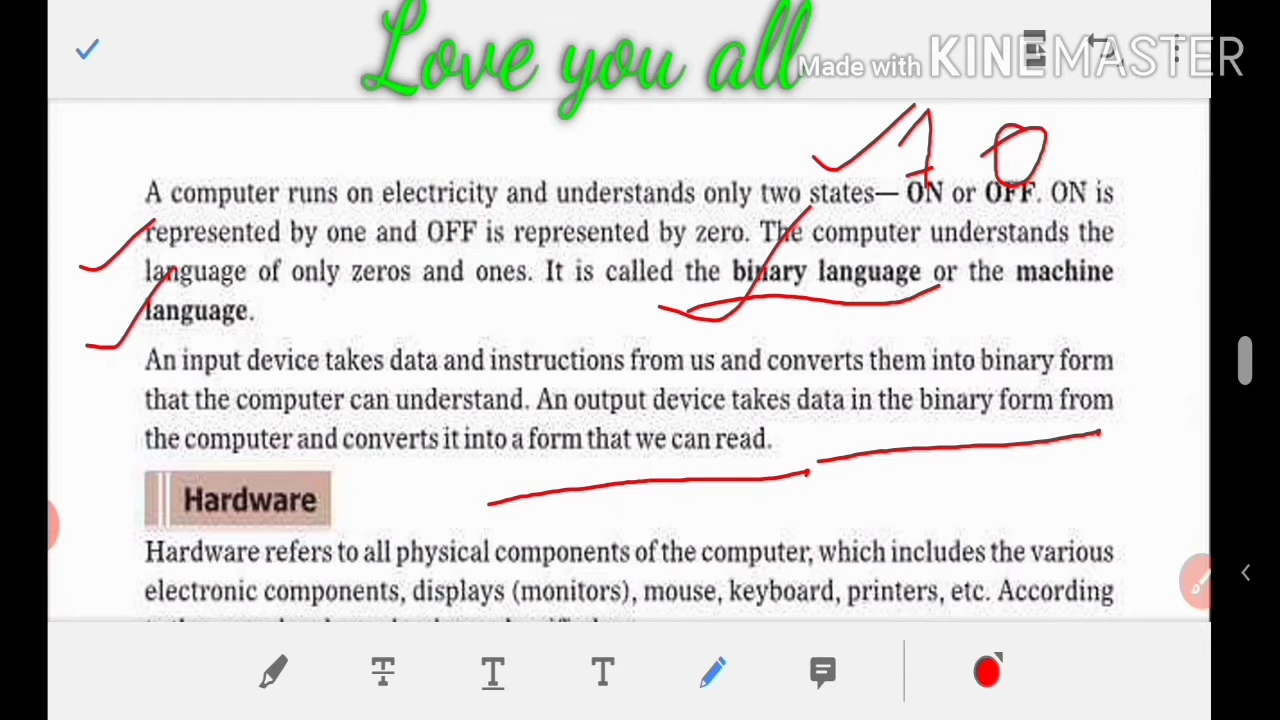 Love you all
Made with KINEMASTER
1 0
A computer runs on electricity and understands only two states— ON or OFF. ON is
represented by one and OFF is represented by zero. The computer understands the
language of only zeros and ones. It is called the binary language or the machine
language.
An input device takes data and instructions from us and converts them into binary form
that the computer can understand. An output device takes data in the binary form from
the computer and converts it into a form that we can read.
Hardware
Hardware refers to all physical components of the computer, which includes the various
electronic components, displays (monitors), mouse, keyboard, printers, etc. According